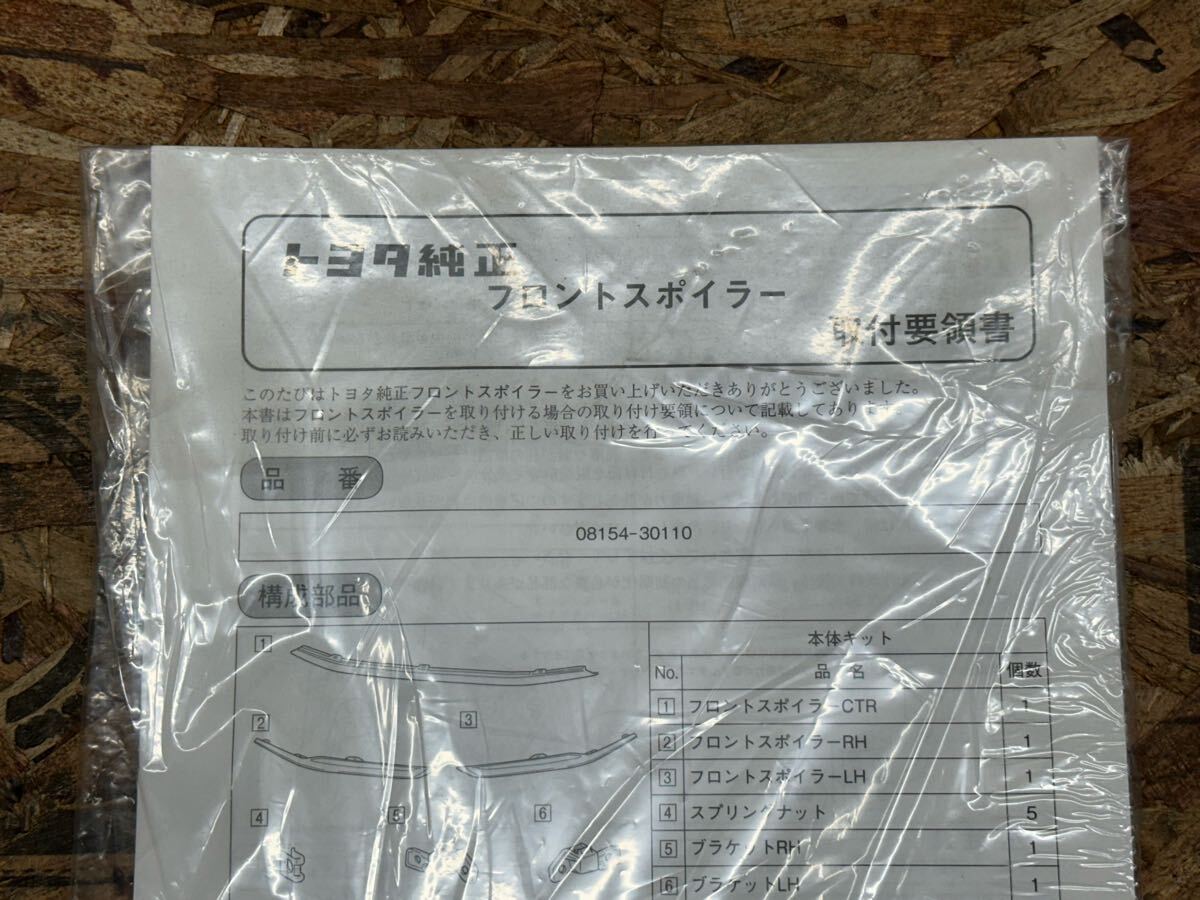 トヨタ純正
フロントスポイラー
取付要領書
このたびはトヨタ純正フロントスポイラーをお買い上げいただきありがとうございました。
本書はフロントスポイラーを取り付ける場合の取り付け要領について記載してあります。
取り付け前に必ずお読みいただき、正しい取り付けを行ってください。
品 番
08154-30110
構成部品
本体キット
No. 品 名 個数
1 フロントスポイラーCTR 1
2 フロントスポイラーRH 1
3 フロントスポイラーLH 1
4 スプリングナット 5
5 ブラケットRH 1
6 ブラケットLH 1
1
2 3
4 5 6